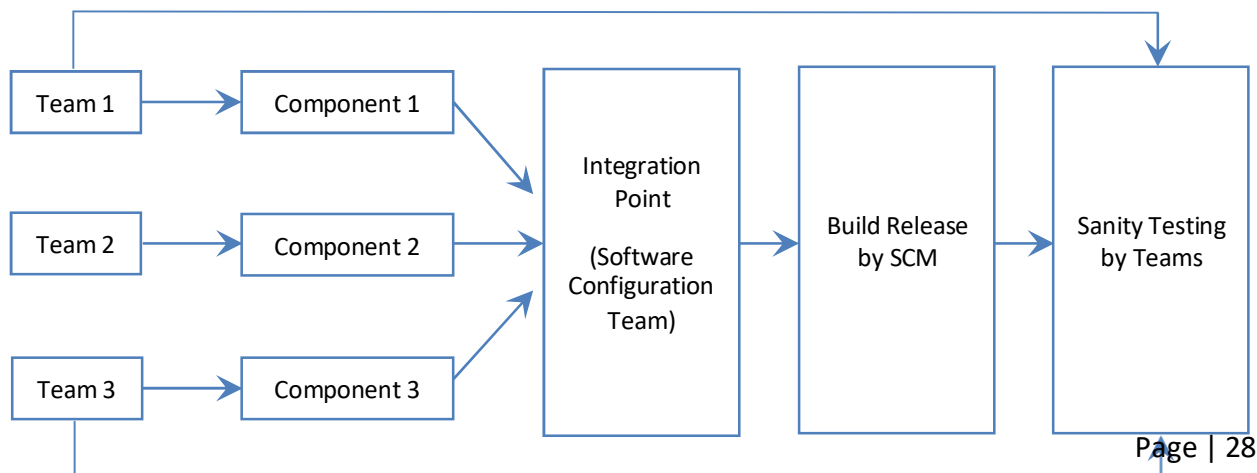 Team 1
Component 1
Team 2
Component 2
Team 3
Component 3
Integration
Point
(Software
Configuration
Team)
Build Release
by SCM
Sanity Testing
by Teams
Page | 28